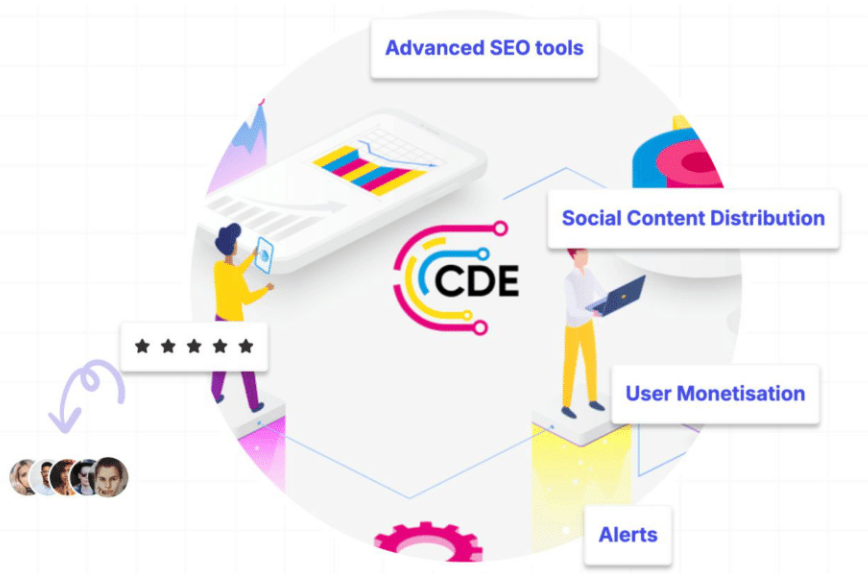 Advanced SEO tools
Social Content Distribution
CDE
User Monetisation
Alerts